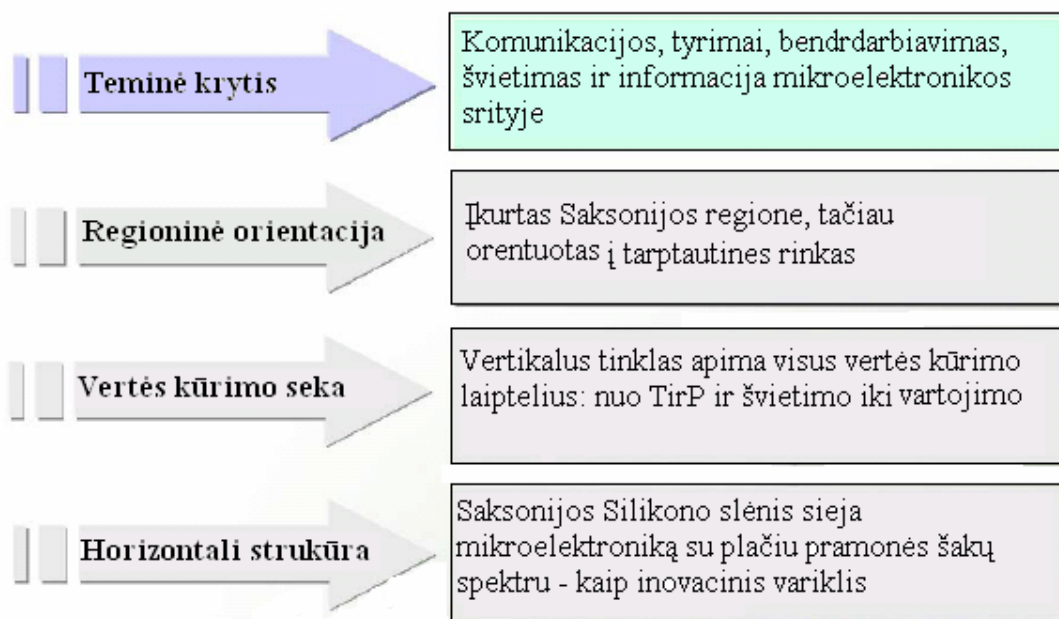 Teminė krytis
Komunikacijos, tyrimai, bendrdarbiavimas,
švietimas ir informacija mikroelektronikos
srityje
Regioninė orientacija
Įkurtas Saksonijos regione, tačiau
orentuotas į tarptautines rinkas
Vertės kūrimo seka
Vertikalus tinklas apima visus vertės kūrimo
laiptelius: nuo TirP ir švietimo iki vartojimo
Horizontali strukūra
Saksonijos Silikono slėnis sieja
mikroelektroniką su plačiu pramonės šakų
spektru - kaip inovacinis variklis